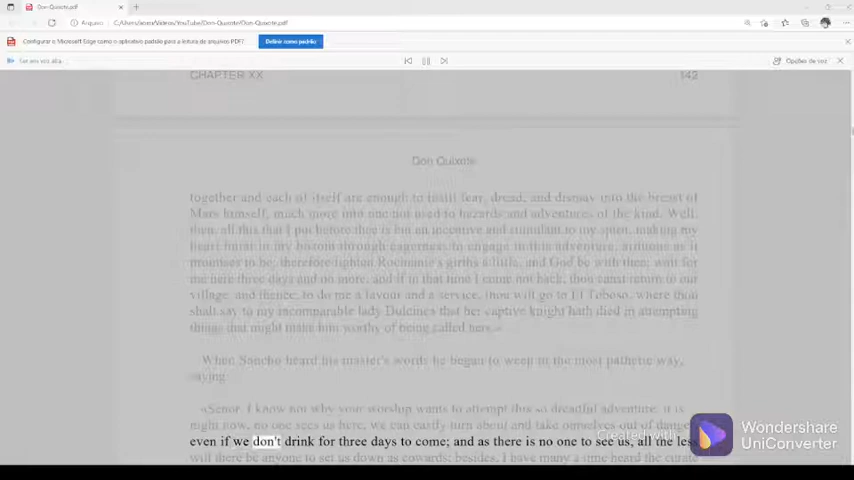 Don-Quixote.pdf
Arquivo C:/Users/
/Videos/YouTube/Don-Quixote/Don-Quixote.pdf
Configurar o Microsoft Edge como o aplicativo padrão para a leitura de arquivo PDF?
Definir como padrão
Ler em voz alta
Opções de voz
CHAPTER XX
142
Don Quixote
together and each of itself are enough to instil fear, dread, and dismay into the breast of
Mars himself, much more into one not used to hazards and adventures of the kind. Well,
then, all this that I put before thee is but an incentive and stimulant to my spirit, making my
heart burst in my bosom through eagerness to engage in this adventure, arduous as it
promises to be; therefore tighten Rocinante's girths a little, and God be with thee; wait for
me here three days and no more, and if in that time I come not back, thou canst return to our
village, and thence, to do me a favour and a service, thou wilt go to El Toboso, where thou
shalt say to my incomparable lady Dulcinea that her captive knight hath died in attempting
things that might make him worthy of being called hers.»
When Sancho heard his master's words he began to weep in the most pathetic way,
saying:
«Senor, I know not why your worship wants to attempt this so dreadful adventure; it is
night now, no one sees us here, we can easily turn about and take ourselves out of danger,
even if we don't drink for three days to come; and as there is no one to see us, all the less
will there be anyone to set us down as cowards; besides, I have many a time heard the curate
Created with
Wondershare
UniConverter